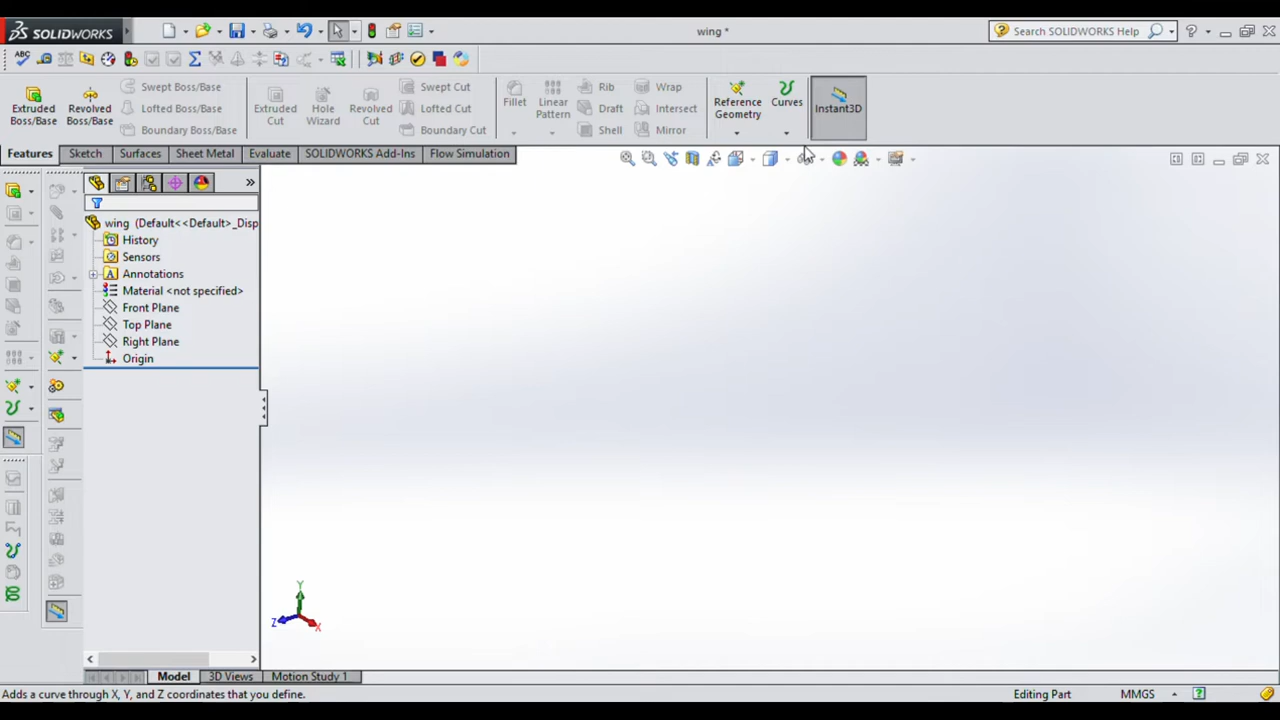 SOLIDWORKS
wing *
Search SOLIDWORKS Help
Extruded Boss/Base
Revolved Boss/Base
Swept Boss/Base
Lofted Boss/Base
Boundary Boss/Base
Extruded Cut
Hole Wizard
Revolved Cut
Swept Cut
Lofted Cut
Boundary Cut
Fillet
Linear Pattern
Rib
Draft
Shell
Wrap
Intersect
Mirror
Reference Geometry
Curves
Instant3D
Features Sketch Surfaces Sheet Metal Evaluate SOLIDWORKS Add-Ins Flow Simulation
wing (Default<<Default>_Disp
History
Sensors
Annotations
Material <not specified>
Front Plane
Top Plane
Right Plane
Origin
Y
Z X
Model 3D Views Motion Study 1
Adds a curve through X, Y, and Z coordinates that you define. Editing Part MMGS